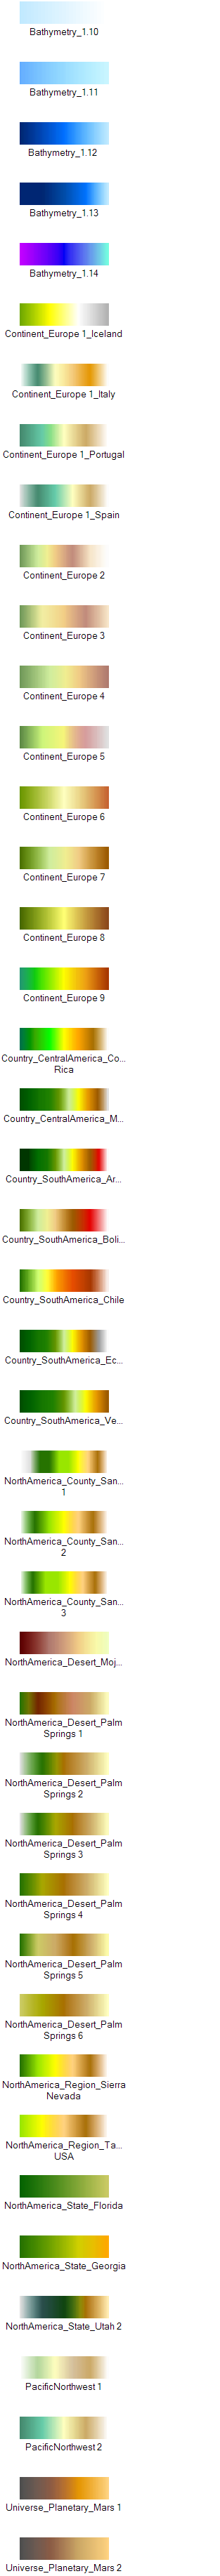 Bathymetry_1.10
Bathymetry_1.11
Bathymetry_1.12
Bathymetry_1.13
Bathymetry_1.14
Continent_Europe 1_Iceland
Continent_Europe 1_Italy
Continent_Europe 1_Portugal
Continent_Europe 1_Spain
Continent_Europe 2
Continent_Europe 3
Continent_Europe 4
Continent_Europe 5
Continent_Europe 6
Continent_Europe 7
Continent_Europe 8
Continent_Europe 9
Country_CentralAmerica_Co...
Rica
Country_CentralAmerica_M...
Country_SouthAmerica_Ar...
Country_SouthAmerica_Boli...
Country_SouthAmerica_Chile
Country_SouthAmerica_Ec...
Country_SouthAmerica_Ve...
NorthAmerica_County_San...
1
NorthAmerica_County_San...
2
NorthAmerica_County_San...
3
NorthAmerica_Desert_Moj...
NorthAmerica_Desert_Palm
Springs 1
NorthAmerica_Desert_Palm
Springs 2
NorthAmerica_Desert_Palm
Springs 3
NorthAmerica_Desert_Palm
Springs 4
NorthAmerica_Desert_Palm
Springs 5
NorthAmerica_Desert_Palm
Springs 6
NorthAmerica_Region_Sierra
Nevada
NorthAmerica_Region_Ta...
USA
NorthAmerica_State_Florida
NorthAmerica_State_Georgia
NorthAmerica_State_Utah 2
PacificNorthwest 1
PacificNorthwest 2
Universe_Planetary_Mars 1
Universe_Planetary_Mars 2